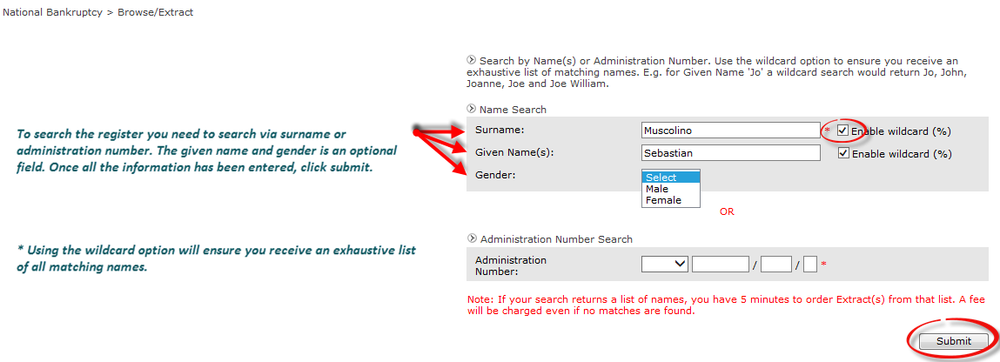 National Bankruptcy > Browse/Extract
Search by Name(s) or Administration Number. Use the wildcard option to ensure you receive an
exhaustive list of matching names. E.g. for Given Name 'Jo' a wildcard search would return Jo, John,
Joanne, Joe and Joe William.
Name Search
To search the register you need to search via surname or
administration number. The given name and gender is an optional
field. Once all the information has been entered, click submit.
Surname: Muscolino * Enable wildcard (%)
Given Name(s): Sebastian Enable wildcard (%)
Gender: Select
Male
Female
OR
Administration Number Search
* Using the wildcard option will ensure you receive an exhaustive list
of all matching names.
Administration
Number: / / *
Note: If your search returns a list of names, you have 5 minutes to order Extract(s) from that list. A fee
will be charged even if no matches are found.
Submit